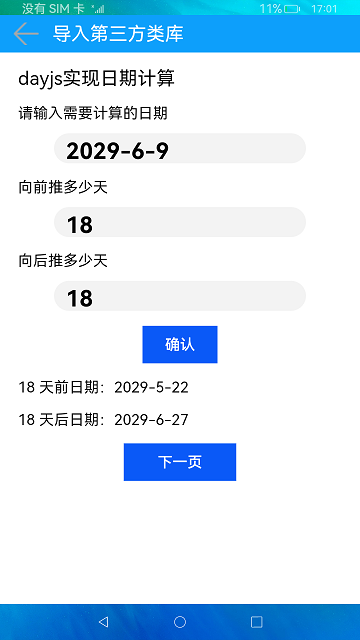 没有 SIM 卡 11% 17:01
导入第三方类库
dayjs实现日期计算
请输入需要计算的日期
2029-6-9
向前推多少天
18
向后推多少天
18
确认
18 天前日期：2029-5-22
18 天后日期：2029-6-27
下一页